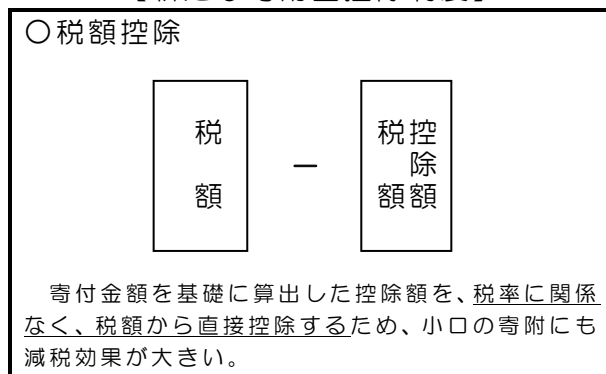 ○税額控除
税額
－
税額
控除額
寄付金額を基礎に算出した控除額を、税率に関係
なく、税額から直接控除するため、小口の寄附にも
減税効果が大きい。